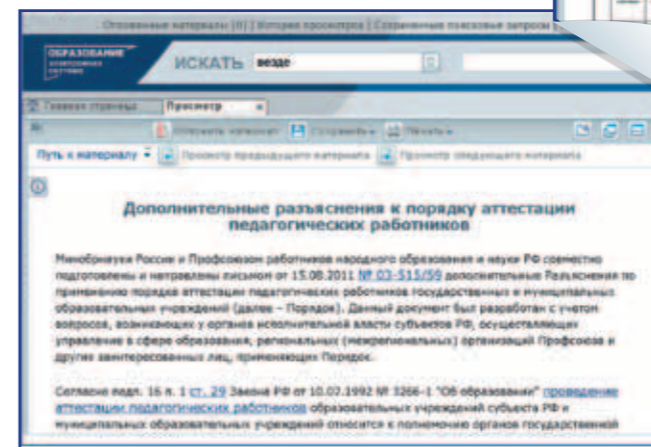 Отложенные материалы (0) | История просмотров | Сохраненные поисковые запросы
ОБРАЗОВАНИЕ
ИСКАТЬ везде
Главная страница Просмотр
Отложить материал Сохранить Печать
Путь к материалу Просмотр предыдущего материала Просмотр следующего материала
Дополнительные разъяснения к порядку аттестации
педагогических работников
Минобрнауки России и Профсоюзом работников народного образования и науки РФ совместно
подготовлены и направлены письмом от 15.08.2011 № 03-515/59 дополнительные Разъяснения по
применению порядка аттестации педагогических работников государственных и муниципальных
образовательных учреждений (далее – Порядок). Данный документ был разработан с учетом
вопросов, возникающих у органов исполнительной власти субъектов РФ, осуществляющих
управление в сфере образования, региональных (межрегиональных) организаций Профсоюза и
других заинтересованных лиц, применяющих Порядок.
Согласно подп. 16 п. 1 ст. 29 Закона РФ от 10.07.1992 № 3266-1 "Об образовании" проведение
аттестации педагогических работников образовательных учреждений субъекта РФ и
муниципальных образовательных учреждений относится к полномочию органов государственной